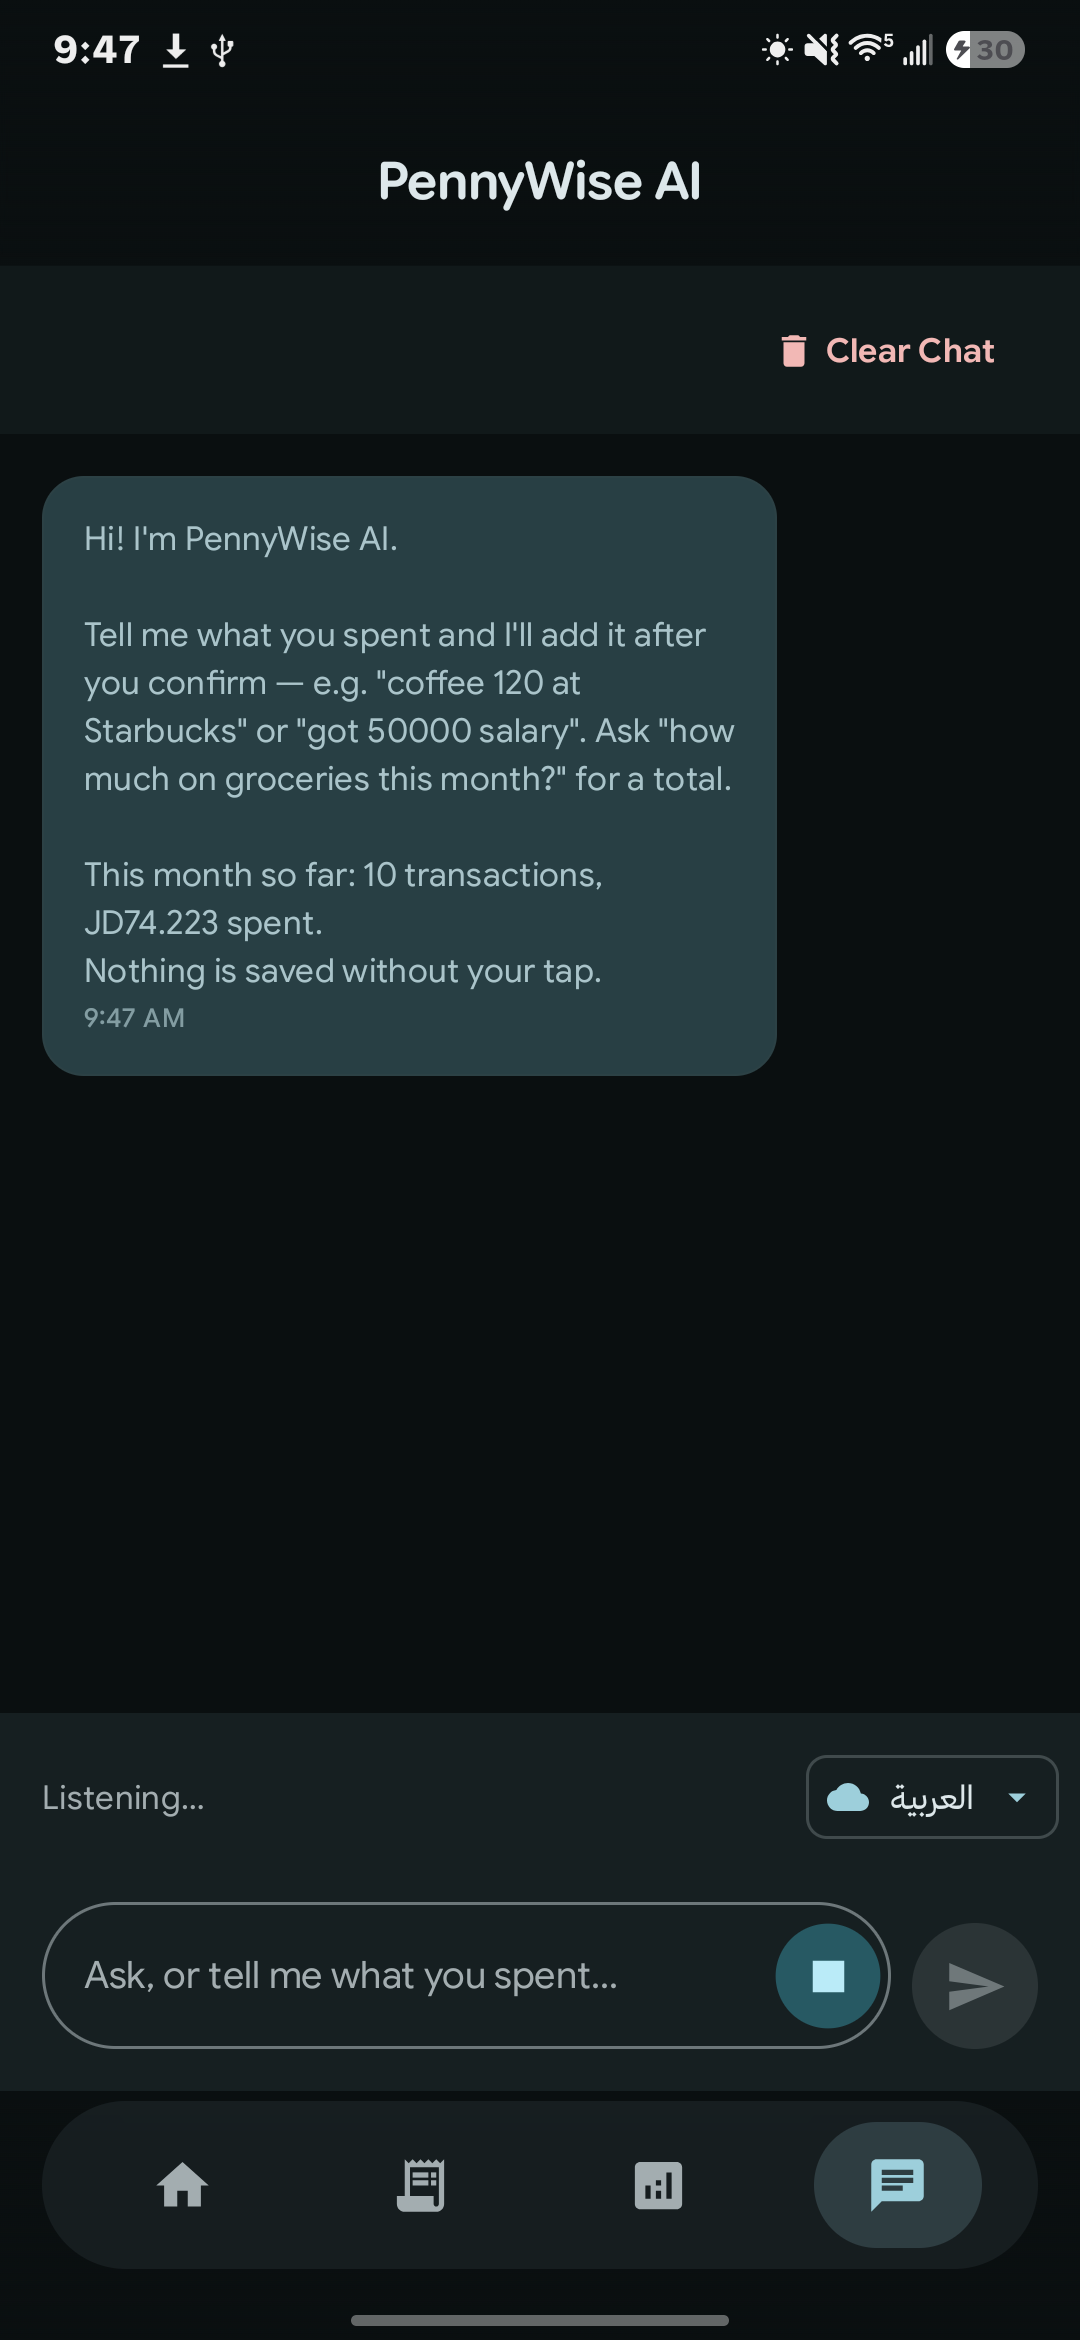 9:47
5
30
PennyWise AI
Clear Chat
Hi! I'm PennyWise AI.
Tell me what you spent and I'll add it after
you confirm — e.g. "coffee 120 at
Starbucks" or "got 50000 salary". Ask "how
much on groceries this month?" for a total.
This month so far: 10 transactions,
JD74.223 spent.
Nothing is saved without your tap.
9:47 AM
Listening...
العربية
Ask, or tell me what you spent...